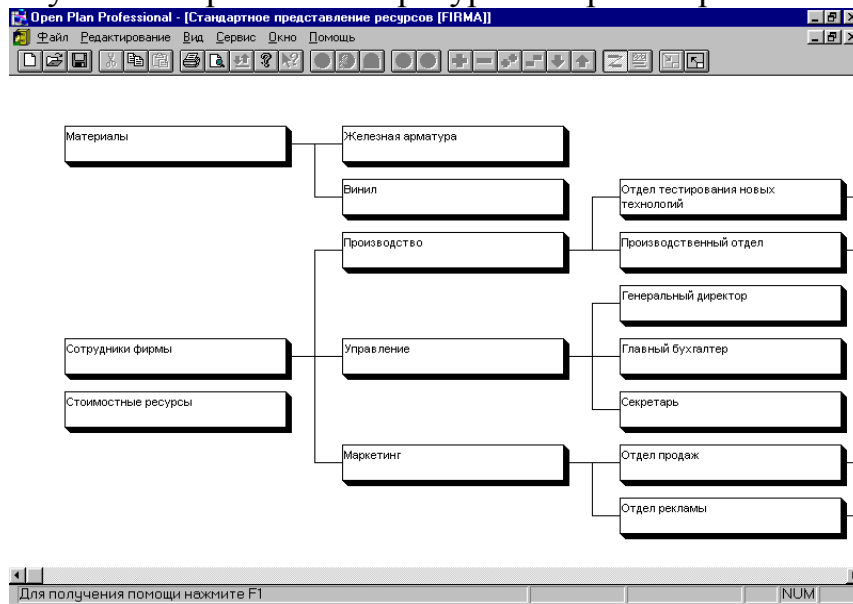 Open Plan Professional - [Стандартное представление ресурсов [FIRMA]]
Файл Редактирование Вид Сервис Окно Помощь
Материалы
Железная арматура
Винил
Отдел тестирования новых
технологий
Производство
Производственный отдел
Генеральный директор
Сотрудники фирмы
Управление
Главный бухгалтер
Стоимостные ресурсы
Секретарь
Маркетинг
Отдел продаж
Отдел рекламы
Для получения помощи нажмите F1
NUM